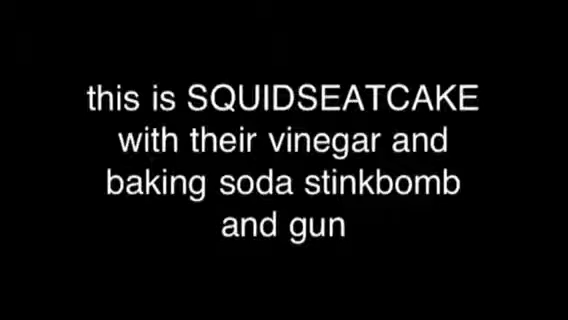 this is SQUIDSEATCAKE
with their vinegar and
baking soda stinkbomb
and gun